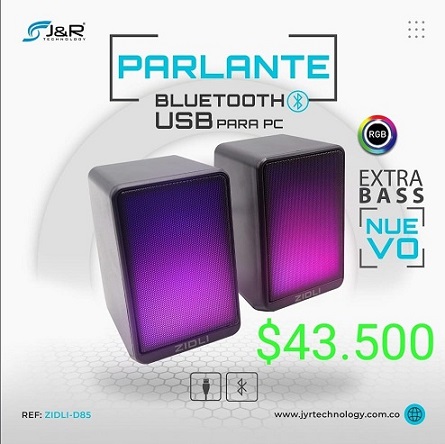 J&R
TECHNOLOGY
PARLANTE
BLUETOOTH
USB PARA PC
RGB
EXTRA
BASS
NUE
VO
ZIDLI
ZIDLI
$43.500
REF: ZIDLI-D85
www.jyrtechnology.com.co